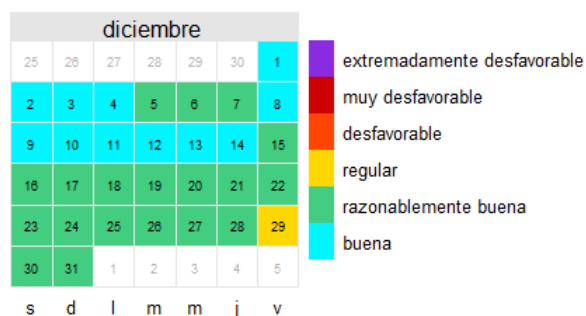 diciembre
25 26 27 28 29 30 1
2 3 4 5 6 7 8
9 10 11 12 13 14 15
16 17 18 19 20 21 22
23 24 25 26 27 28 29
30 31 1 2 3 4 5
s d l m m j v
extremadamente desfavorable
muy desfavorable
desfavorable
regular
razonablemente buena
buena